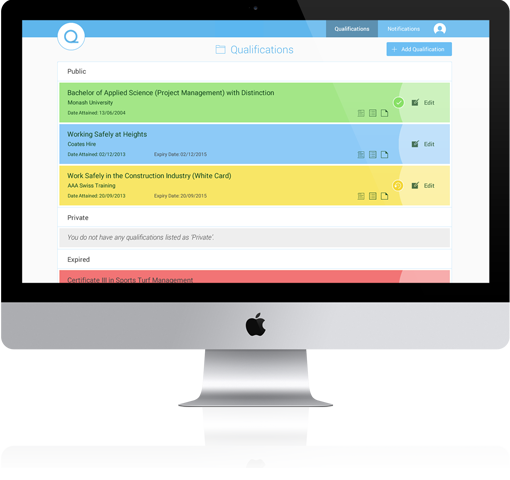 Qualifications
Notifications
Qualifications
+ Add Qualification
Public
Bachelor of Applied Science (Project Management) with Distinction
Monash University
Date Attained: 13/06/2004
Edit
Working Safely at Heights
Coates Hire
Date Attained: 02/12/2013 Expiry Date: 02/12/2015
Edit
Work Safely in the Construction Industry (White Card)
AAA Swiss Training
Date Attained: 20/09/2013 Expiry Date: 20/09/2015
Edit
Private
You do not have any qualifications listed as 'Private'.
Expired
Certificate III in Sports Turf Management